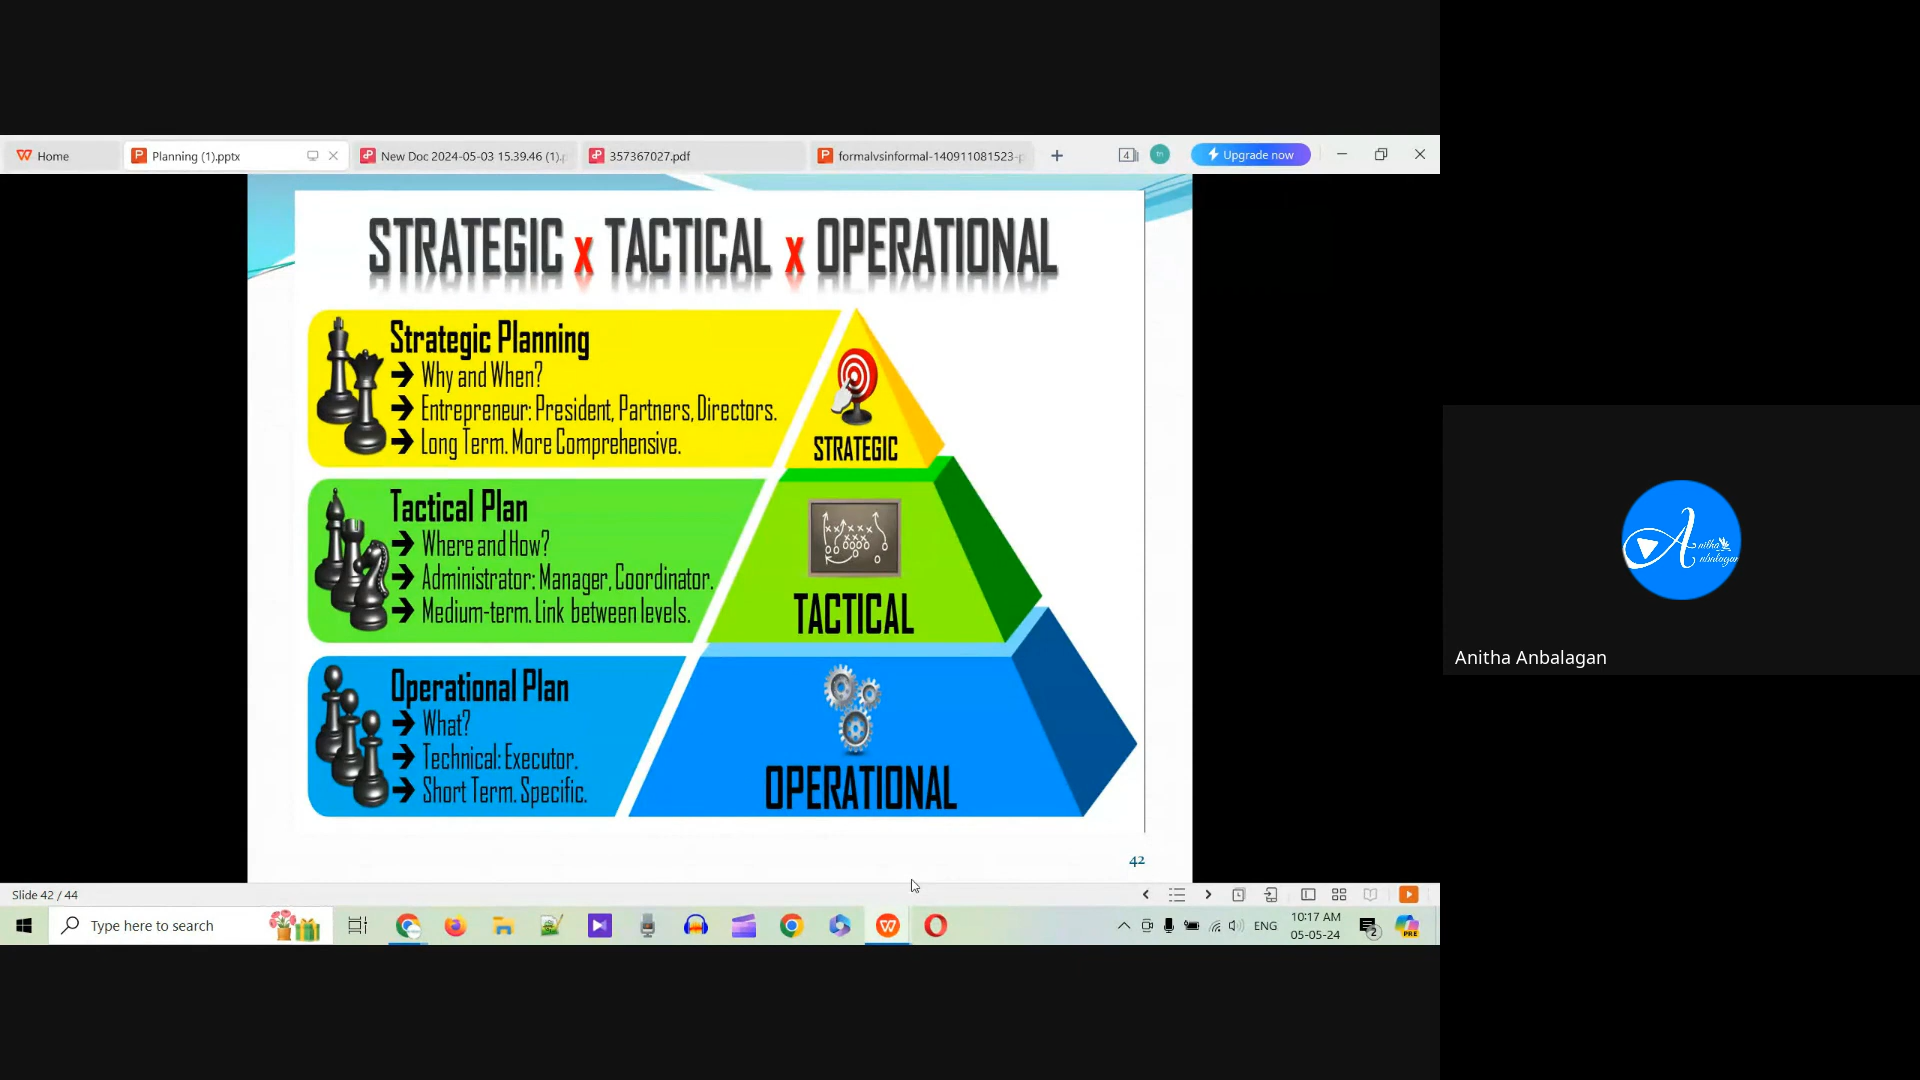 Home
Planning (1).pptx
New Doc 2024-05-03 15.39.46 (1).p
357367027.pdf
formalvsinformal-140911081523-p
4
Upgrade now
STRATEGIC x TACTICAL x OPERATIONAL
Strategic Planning
➔ Why and When?
➔ Entrepreneur: President, Partners, Directors.
➔ Long Term. More Comprehensive.
STRATEGIC
Tactical Plan
➔ Where and How?
➔ Administrator: Manager, Coordinator.
➔ Medium-term. Link between levels.
TACTICAL
Operational Plan
➔ What?
➔ Technical: Executor.
➔ Short Term. Specific.
OPERATIONAL
42
Anitha Anbalagan
Slide 42 / 44
Type here to search
ENG
10:17 AM
05-05-24
2
PRE